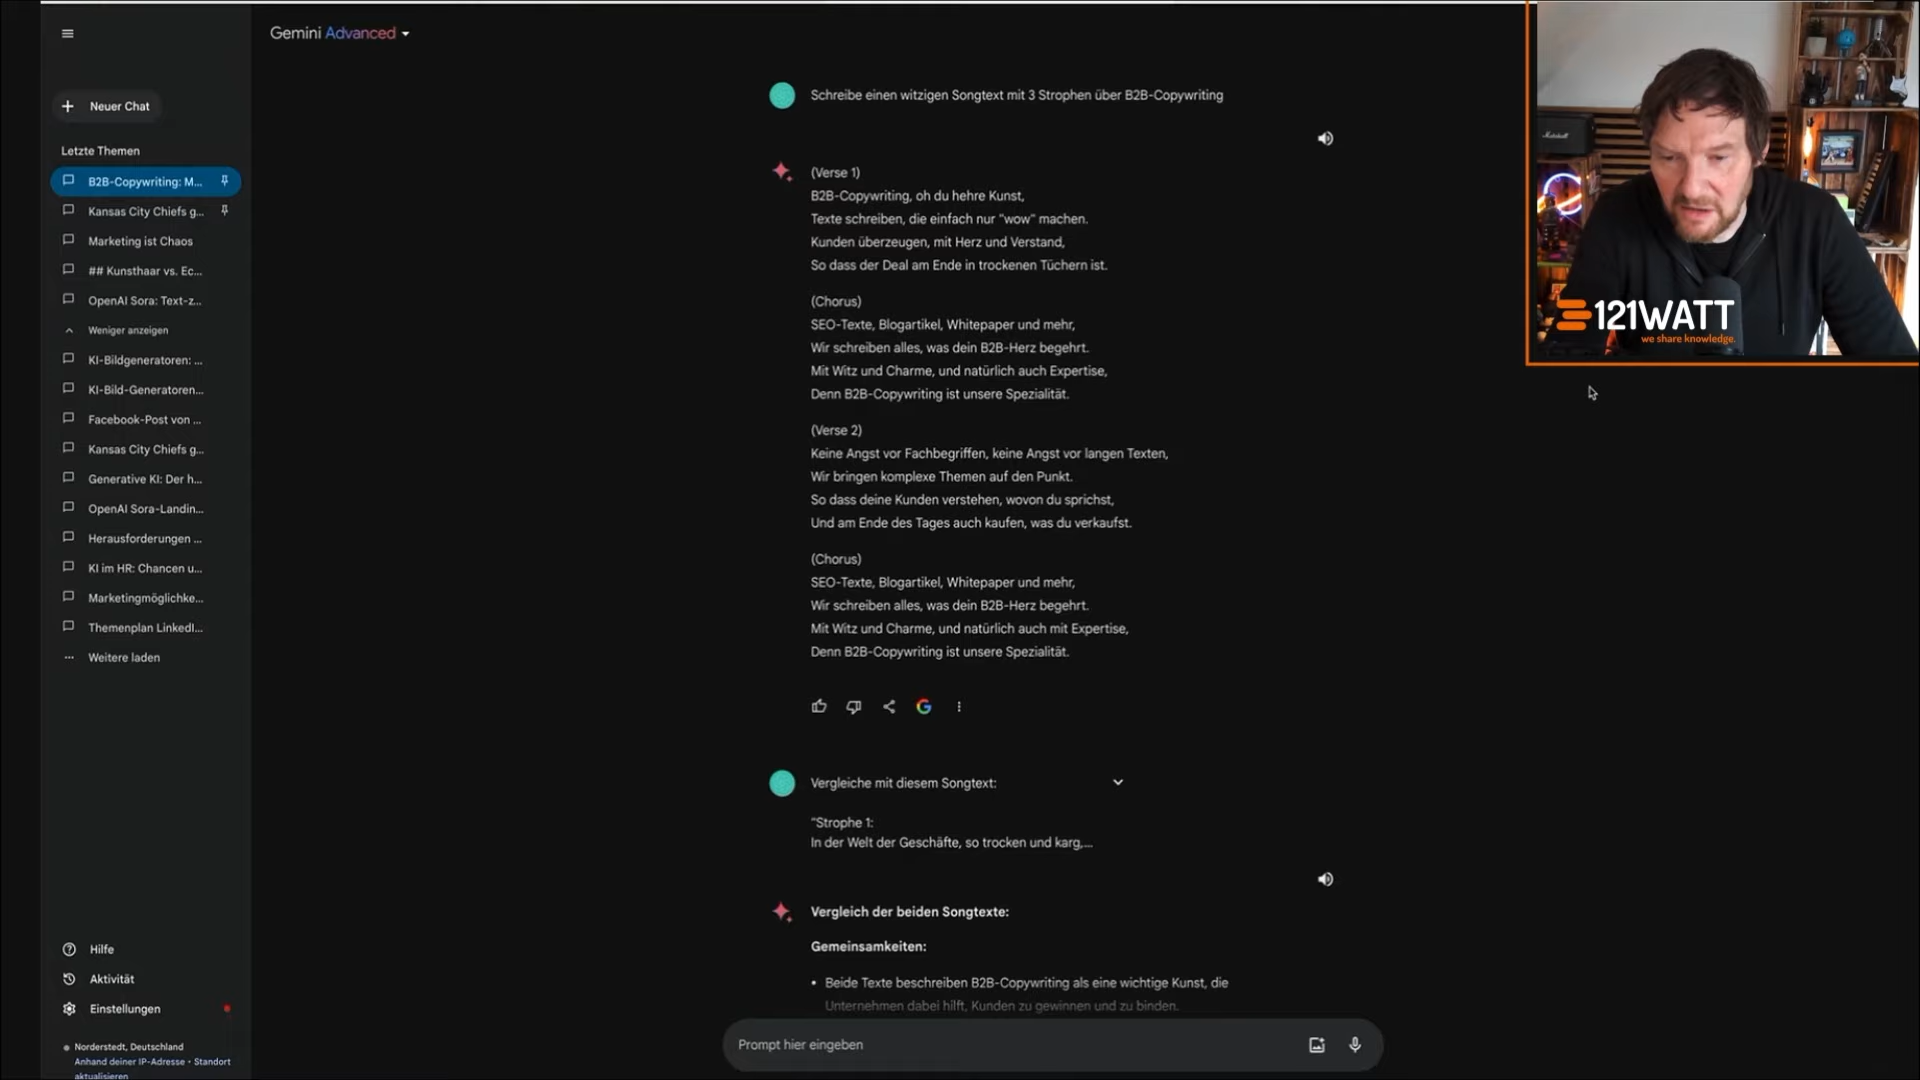 Gemini Advanced
Neuer Chat
Letzte Themen
B2B-Copywriting: M...
Kansas City Chiefs g...
Marketing ist Chaos
## Kunsthaar vs. Ec...
OpenAI Sora: Text-z...
Weniger anzeigen
KI-Bildgeneratoren: ...
KI-Bild-Generatoren...
Facebook-Post von ...
Kansas City Chiefs g...
Generative KI: Der h...
OpenAI Sora-Landin...
Herausforderungen ...
KI im HR: Chancen u...
Marketingmöglichke...
Themenplan LinkedI...
Weitere laden
Hilfe
Aktivität
Einstellungen
Norderstedt, Deutschland
Anhand deiner IP-Adresse • Standort
aktualisieren
Schreibe einen witzigen Songtext mit 3 Strophen über B2B-Copywriting
(Verse 1)
B2B-Copywriting, oh du hehre Kunst,
Texte schreiben, die einfach nur "wow" machen.
Kunden überzeugen, mit Herz und Verstand,
So dass der Deal am Ende in trockenen Tüchern ist.
(Chorus)
SEO-Texte, Blogartikel, Whitepaper und mehr,
Wir schreiben alles, was dein B2B-Herz begehrt.
Mit Witz und Charme, und natürlich auch Expertise,
Denn B2B-Copywriting ist unsere Spezialität.
(Verse 2)
Keine Angst vor Fachbegriffen, keine Angst vor langen Texten,
Wir bringen komplexe Themen auf den Punkt.
So dass deine Kunden verstehen, wovon du sprichst,
Und am Ende des Tages auch kaufen, was du verkaufst.
(Chorus)
SEO-Texte, Blogartikel, Whitepaper und mehr,
Wir schreiben alles, was dein B2B-Herz begehrt.
Mit Witz und Charme, und natürlich auch mit Expertise,
Denn B2B-Copywriting ist unsere Spezialität.
Vergleiche mit diesem Songtext:
"Strophe 1:
In der Welt der Geschäfte, so trocken und karg,...
Vergleich der beiden Songtexte:
Gemeinsamkeiten:
• Beide Texte beschreiben B2B-Copywriting als eine wichtige Kunst, die
Unternehmen dabei hilft, Kunden zu gewinnen und zu binden.
Prompt hier eingeben
Marshall
121WATT
we share knowledge.